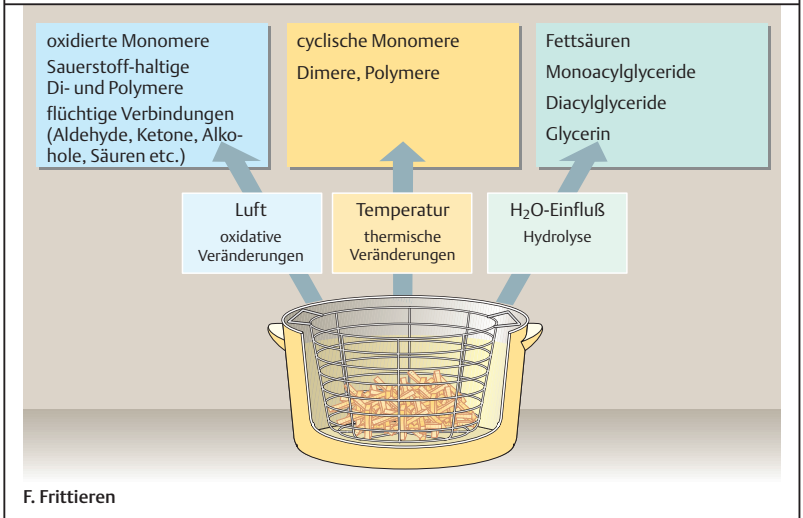 oxidierte Monomere
Sauerstoff-haltige
Di- und Polymere
flüchtige Verbindungen
(Aldehyde, Ketone, Alko-
hole, Säuren etc.)
cyclische Monomere
Dimere, Polymere
Fettsäuren
Monoacylglyceride
Diacylglyceride
Glycerin
Luft
oxidative
Veränderungen
Temperatur
thermische
Veränderungen
H₂O-Einfluß
Hydrolyse
F. Frittieren